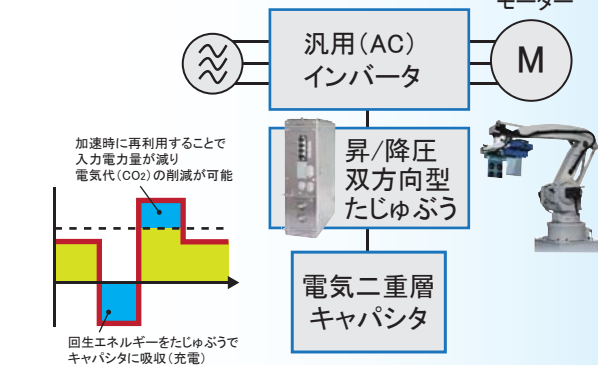 モーター
汎用(AC)
インバータ
M
加速時に再利用することで
入力電力量が減り
電気代(CO2)の削減が可能
昇/降圧
双方向型
たじゅぶう
電気二重層
キャパシタ
回生エネルギーをたじゅぶうで
キャパシタに吸収(充電)